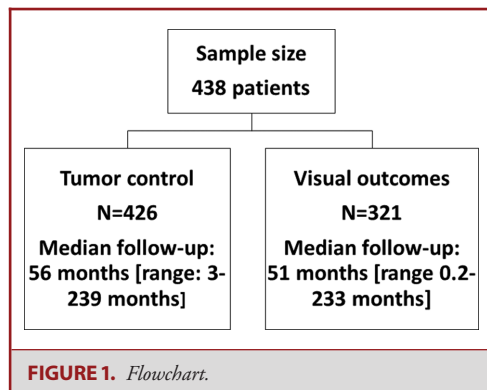 Sample size
438 patients
Tumor control
N=426
Median follow-up:
56 months [range: 3-
239 months]
Visual outcomes
N=321
Median follow-up:
51 months [range 0.2-
233 months]
FIGURE 1. Flowchart.